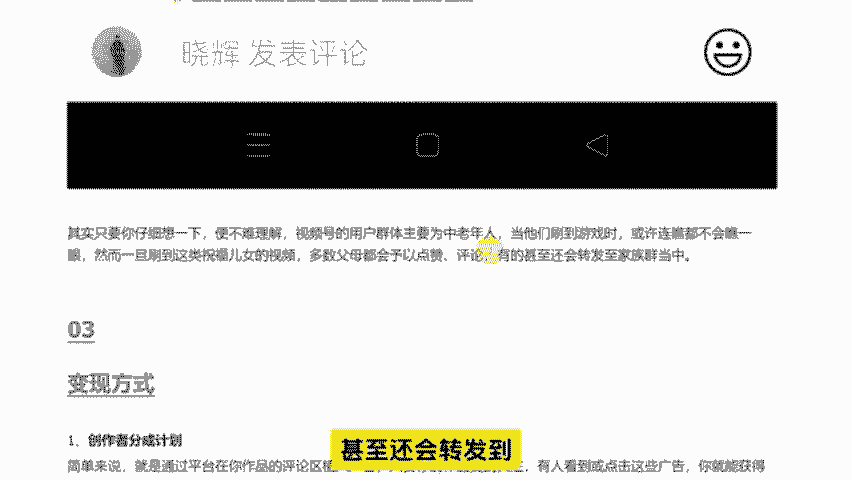 晓辉 发表评论
其实只要你仔细想一下，便不难理解，视频号的用户群体主要为中老年人，当他们刷到游戏时，或许连瞧都不会瞧一
眼，然而一旦刷到这类祝福儿女的视频，多数父母都会予以点赞、评论，有的甚至还会转发至家族群当中。
03
变现方式
1、创作者分成计划
简单来说，就是通过平台在你作品的评论区植 有人看到或点击这些广告，你就能获得
甚至还会转发到